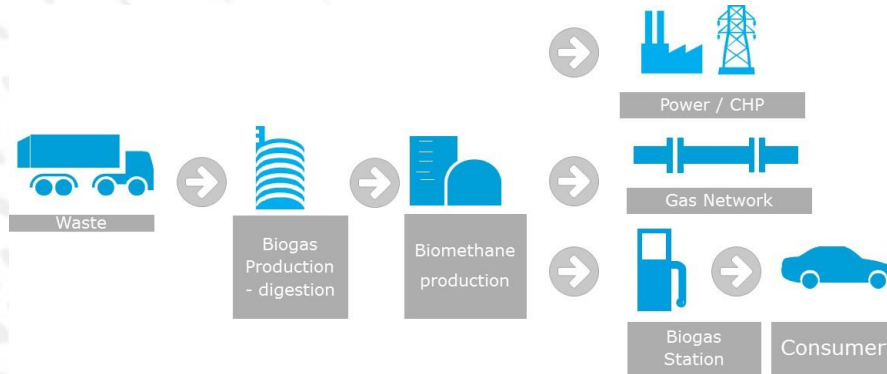 Power / CHP
Waste
Biogas
Production
- digestion
Biomethane
production
Gas Network
Biogas
Station
Consumer